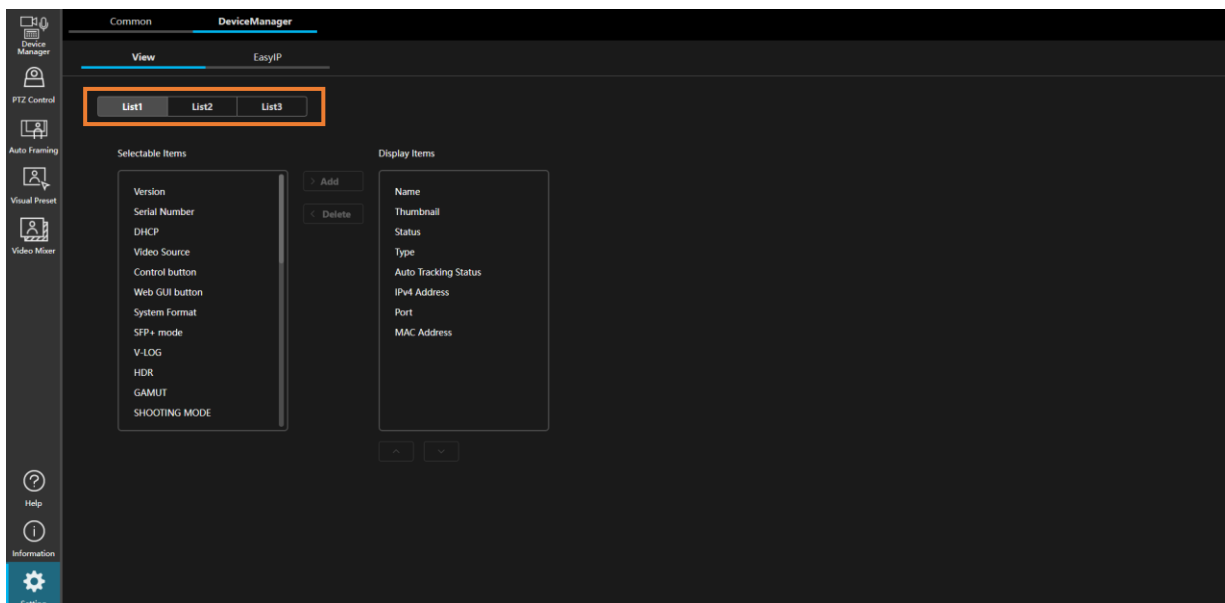 Common
DeviceManager
View
EasyIP
List1
List2
List3
Device
Manager
PTZ Control
Auto Framing
Visual Preset
Video Mixer
Help
Information
Selectable Items
Version
Serial Number
DHCP
Video Source
Control button
Web GUI button
System Format
SFP+ mode
V-LOG
HDR
GAMUT
SHOOTING MODE
> Add
< Delete
Display Items
Name
Thumbnail
Status
Type
Auto Tracking Status
IPv4 Address
Port
MAC Address